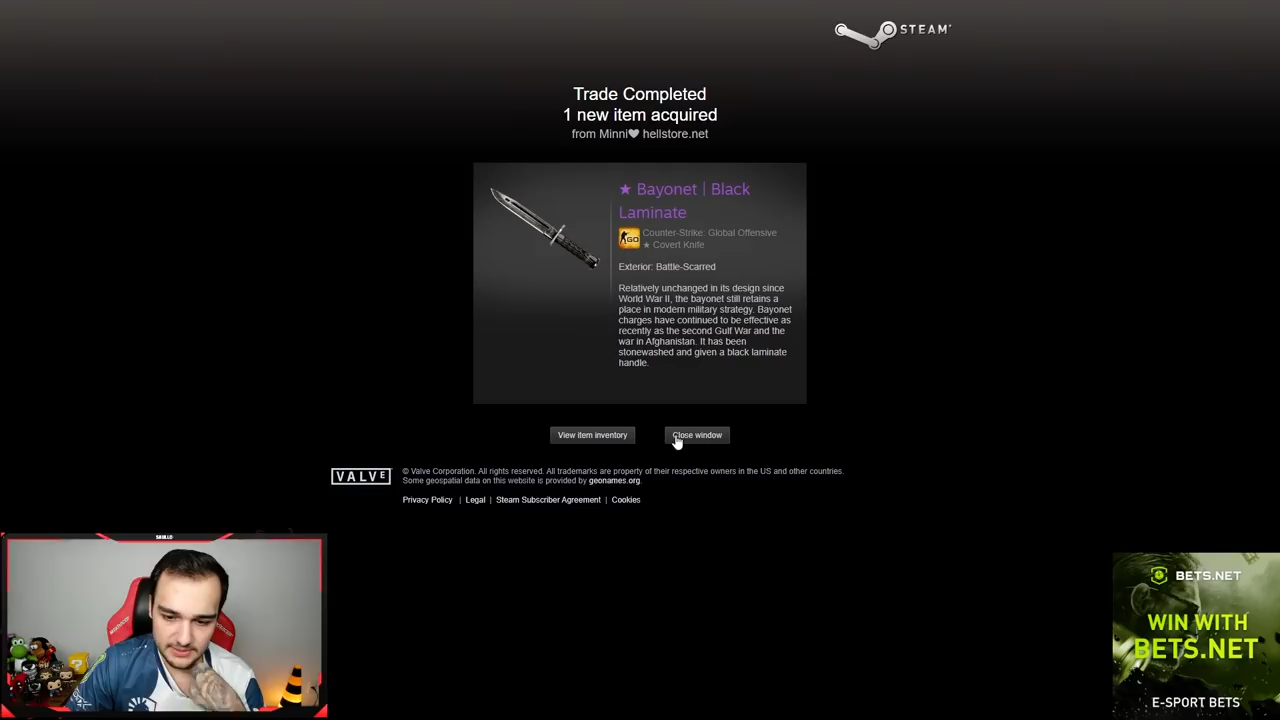 STEAM
Trade Completed
1 new item acquired
from Minni♥ hellstore.net
★ Bayonet | Black
Laminate
GO
Counter-Strike: Global Offensive
★ Covert Knife
Exterior: Battle-Scarred
Relatively unchanged in its design since
World War II, the bayonet still retains a
place in modern military strategy. Bayonet
charges have continued to be effective as
recently as the second Gulf War and the
war in Afghanistan. It has been
stonewashed and given a black laminate
handle.
View item inventory
Close window
VALVE
© Valve Corporation. All rights reserved. All trademarks are property of their respective owners in the US and other countries.
Some geospatial data on this website is provided by geonames.org.
Privacy Policy | Legal | Steam Subscriber Agreement | Cookies
BETS.NET
WIN WITH
BETS.NET
E-SPORT BETS